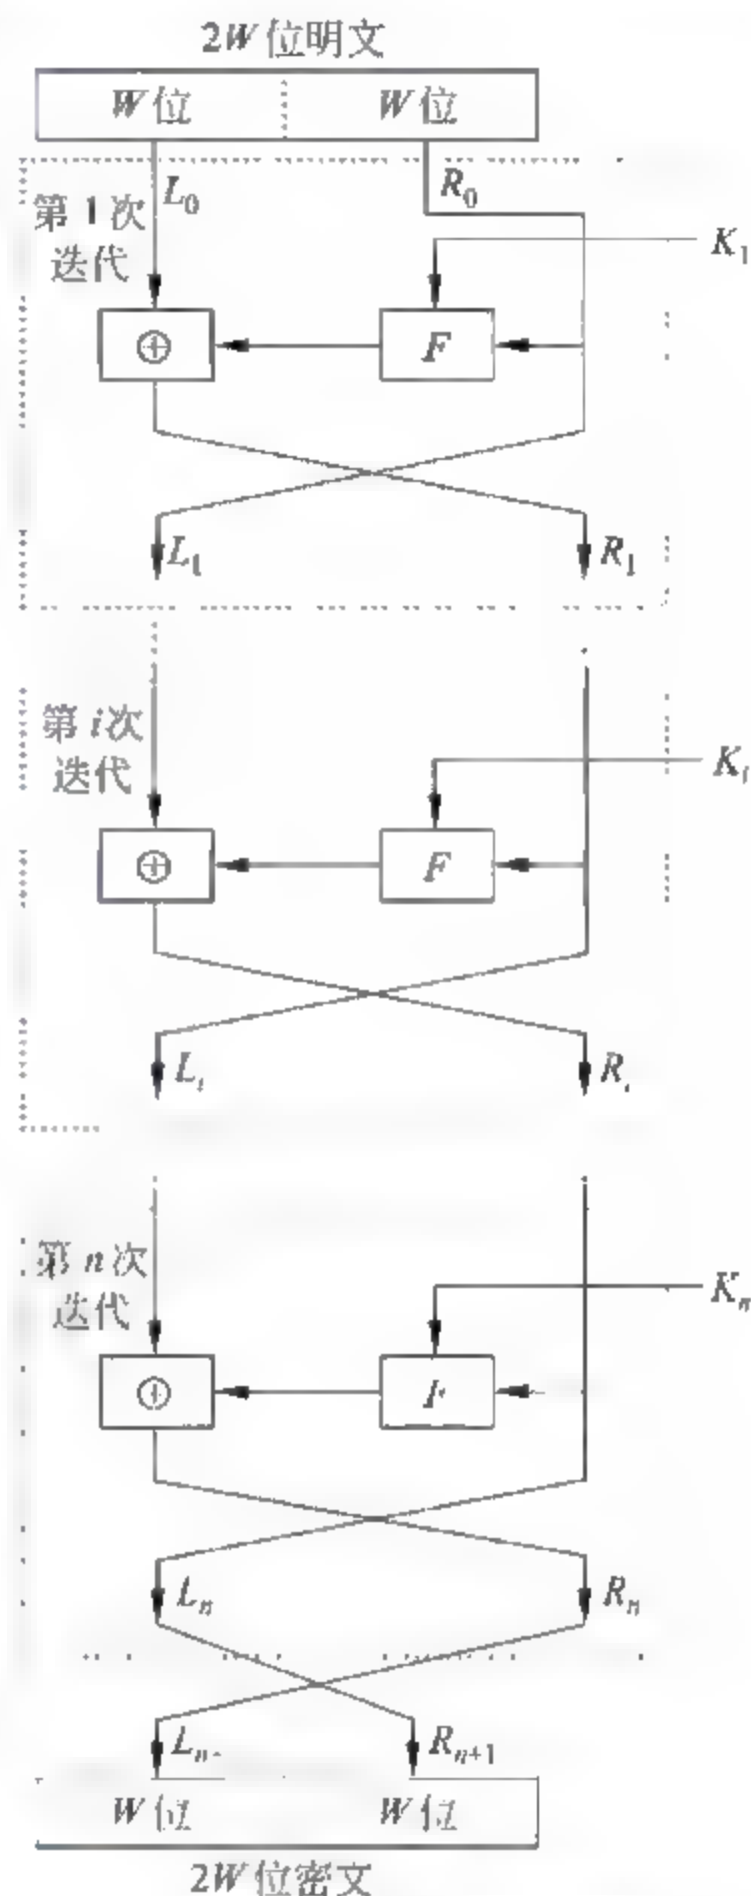 2W位明文
W位 W位
L₀ R₀
第1次
迭代
K₁
⊕ F
L₁ R₁
第i次
迭代
Kᵢ
⊕ F
Lᵢ Rᵢ
第n次
迭代
Kₙ
⊕ F
Lₙ Rₙ
Rₙ₊₁
W位 W位
2W位密文